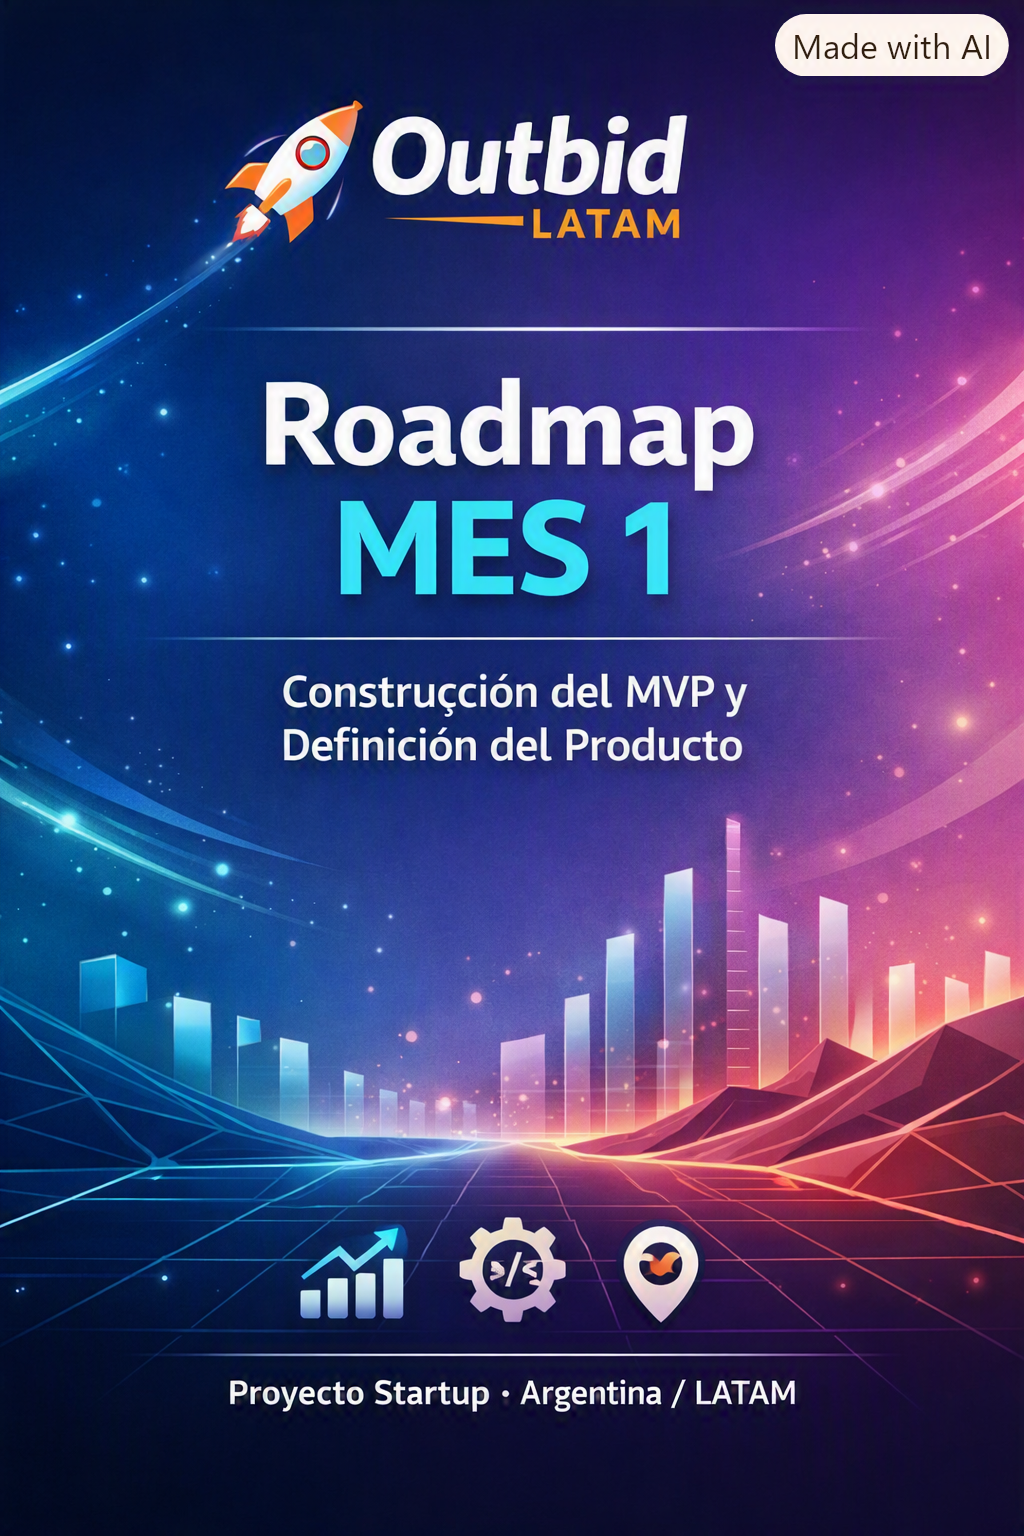 Made with AI
Outbid
LATAM
Roadmap
MES 1
Construçción del MVP y
Definición del Producto
Proyecto Startup • Argentina / LATAM